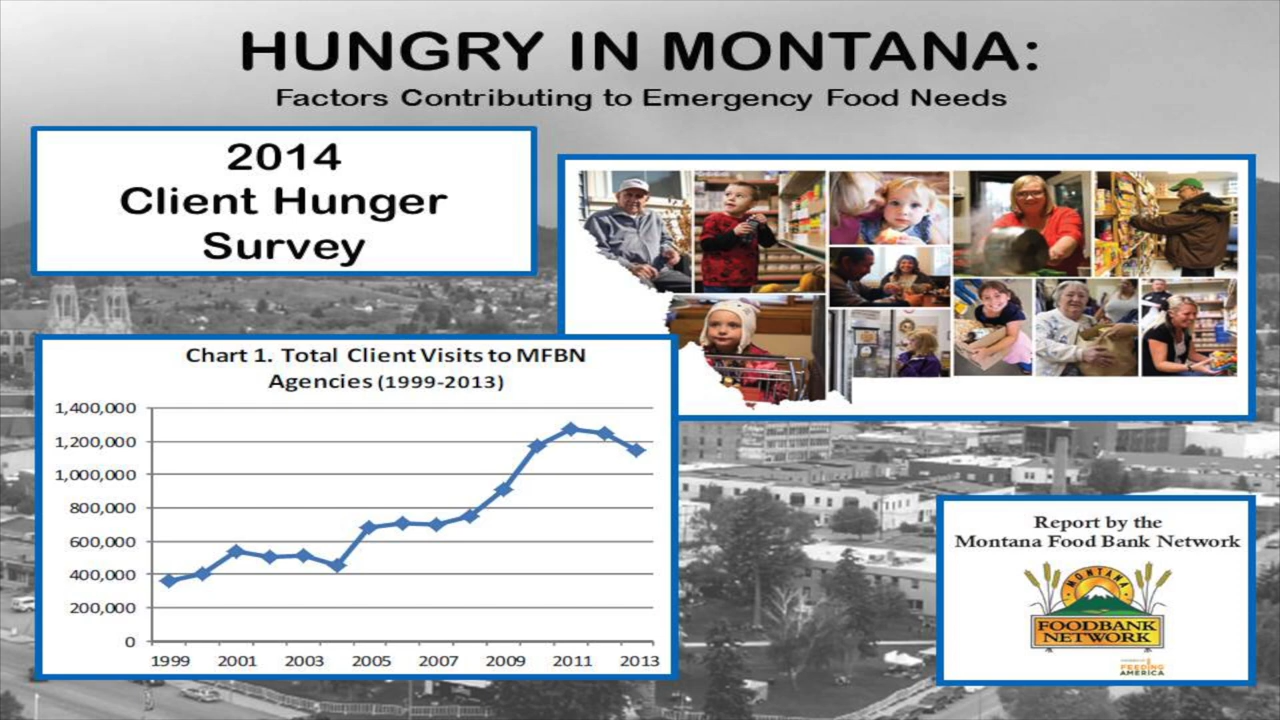 HUNGRY IN MONTANA:
Factors Contributing to Emergency Food Needs
2014
Client Hunger
Survey
Chart 1. Total Client Visits to MFBN
Agencies (1999-2013)
1,400,000
1,200,000
1,000,000
800,000
600,000
400,000
200,000
0
1999 2001 2003 2005 2007 2009 2011 2013
Report by the
Montana Food Bank Network
MONTANA
FOODBANK
NETWORK
FEEDING
AMERICA